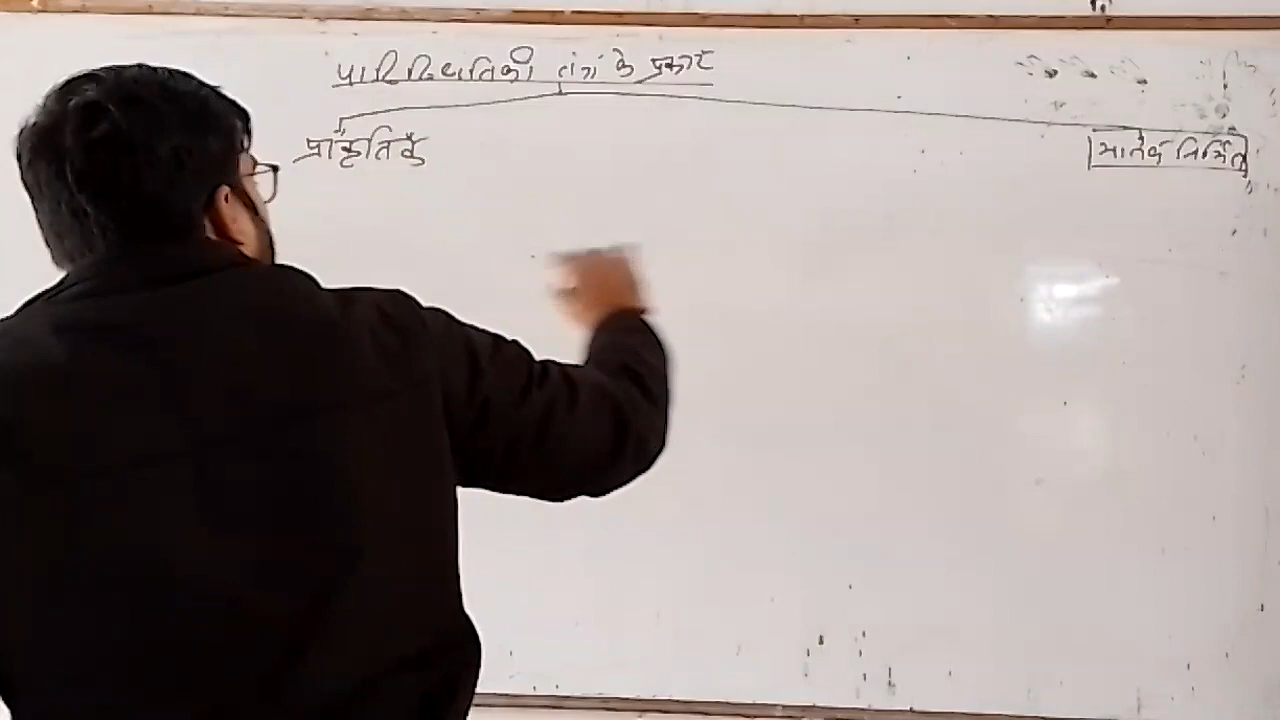 पारिस्थितिकी तंत्र के प्रकार
प्राकृतिक
मानव निर्मित